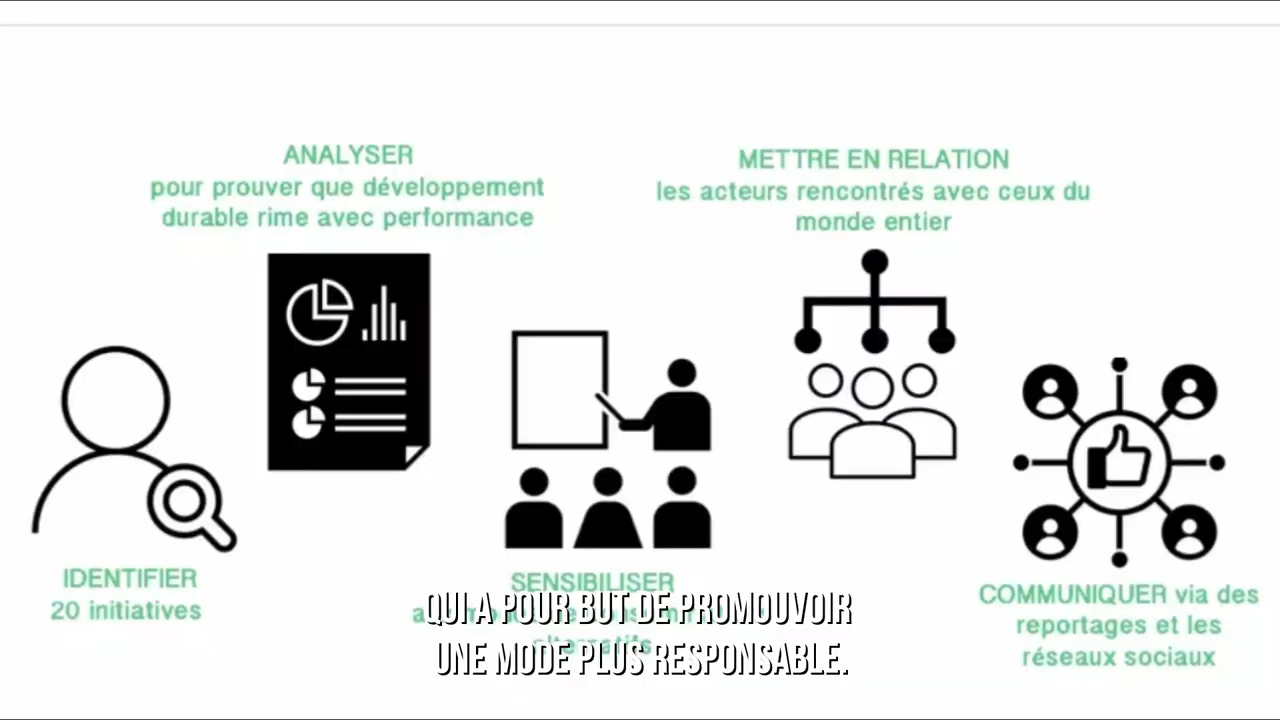 ANALYSER
pour prouver que développement
durable rime avec performance
METTRE EN RELATION
les acteurs rencontrés avec ceux du
monde entier
IDENTIFIER
20 initiatives
SENSIBILISER
COMMUNIQUER via des
reportages et les
réseaux sociaux
QUI A POUR BUT DE PROMOUVOIR
UNE MODE PLUS RESPONSABLE.